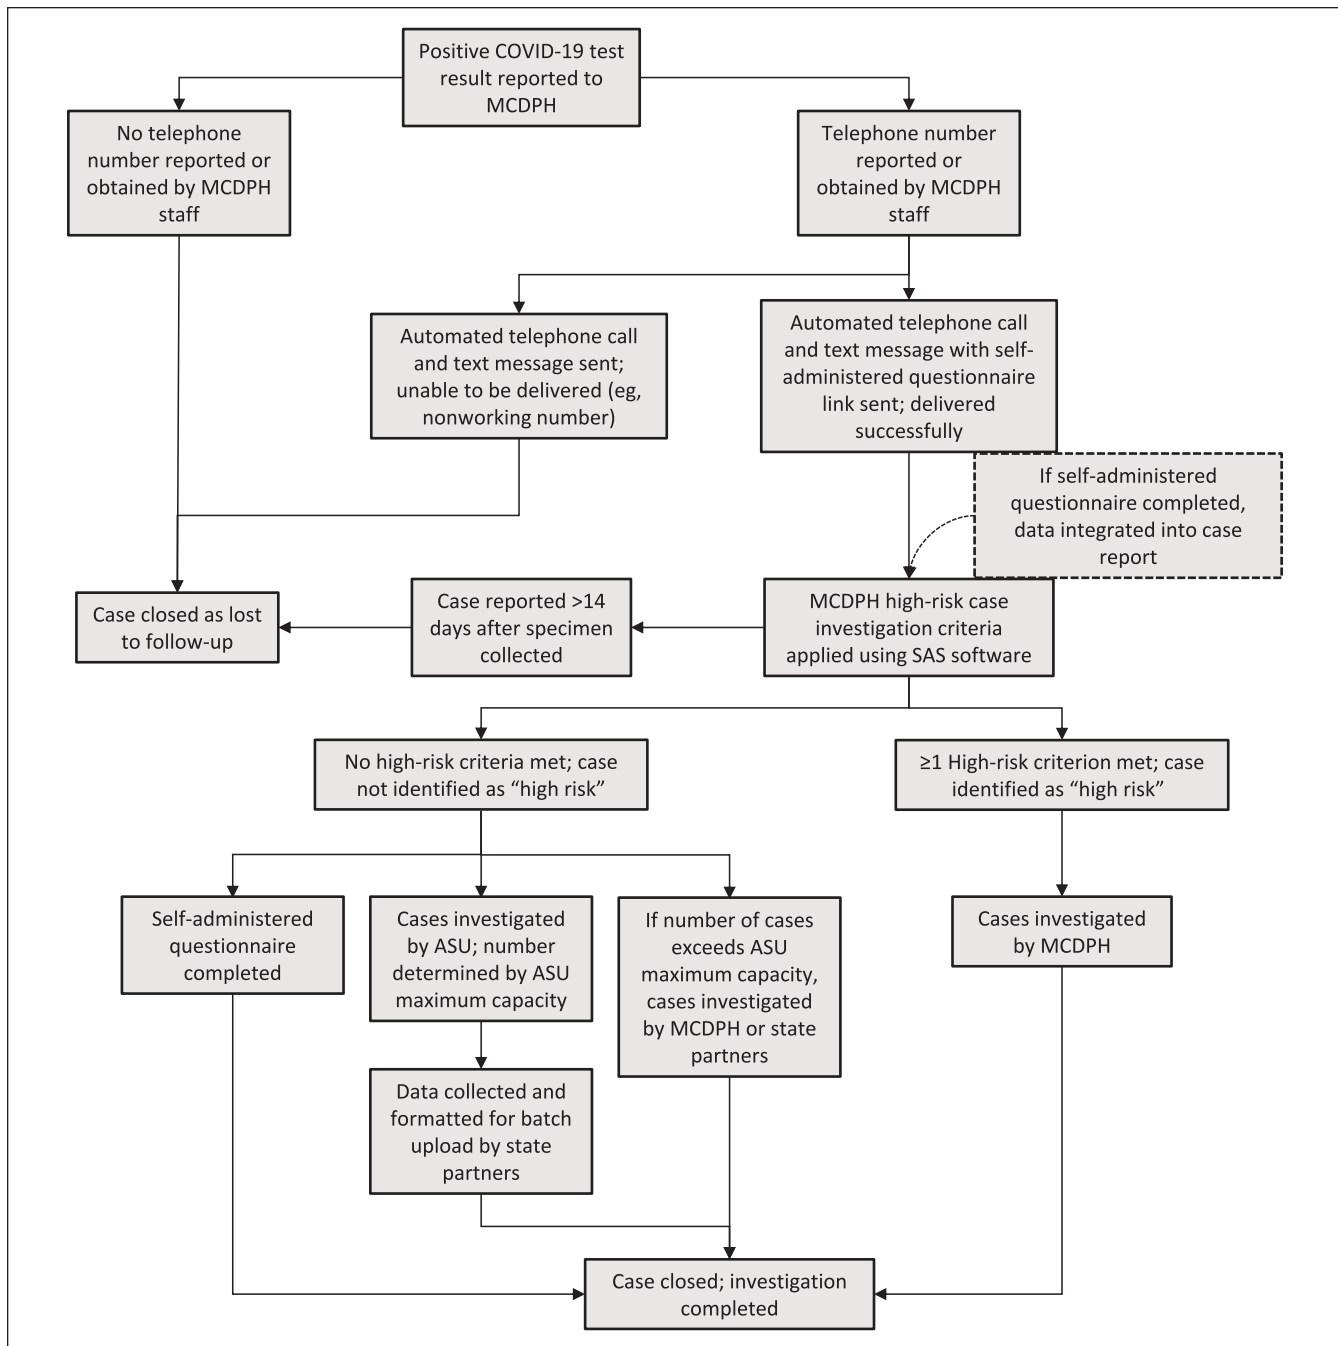 Positive COVID-19 test
result reported to
MCDPH
No telephone
number reported or
obtained by MCDPH
staff
Telephone number
reported or
obtained by MCDPH
staff
Automated telephone call
and text message sent;
unable to be delivered (eg,
nonworking number)
Automated telephone call
and text message with self-
administered questionnaire
link sent; delivered
successfully
If self-administered
questionnaire completed,
data integrated into case
report
Case closed as lost
to follow-up
Case reported >14
days after specimen
collected
MCDPH high-risk case
investigation criteria
applied using SAS software
No high-risk criteria met; case
not identified as “high risk”
≥1 High-risk criterion met; case
identified as “high risk”
Self-administered
questionnaire
completed
Cases investigated
by ASU; number
determined by ASU
maximum capacity
If number of cases
exceeds ASU
maximum capacity,
cases investigated
by MCDPH or state
partners
Cases investigated
by MCDPH
Data collected and
formatted for batch
upload by state
partners
Case closed; investigation
completed